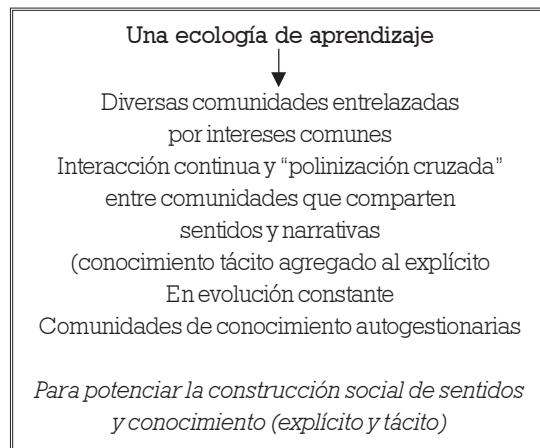 Una ecología de aprendizaje
Diversas comunidades entrelazadas
por intereses comunes
Interacción continua y “polinización cruzada”
entre comunidades que comparten
sentidos y narrativas
(conocimiento tácito agregado al explícito
En evolución constante
Comunidades de conocimiento autogestionarias
Para potenciar la construcción social de sentidos
y conocimiento (explícito y tácito)